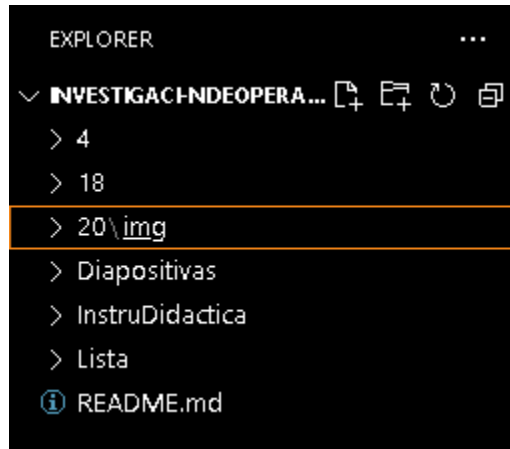 EXPLORER
INVESTIGACI-NDEOPERA...
4
18
20\img
Diapositivas
InstruDidactica
Lista
README.md